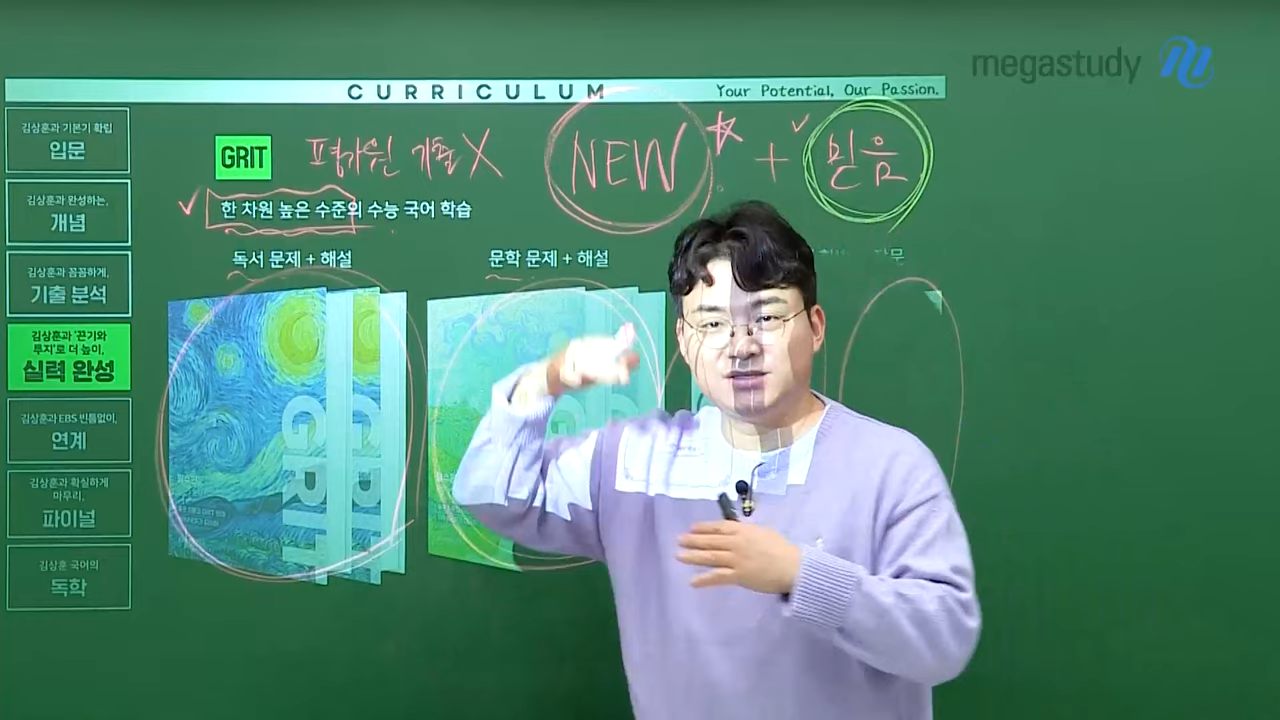 megastudy
CURRICULUM
Your Potential, Our Passion.
김상훈과 기본기 확립
입문
김상훈과 완성하는,
개념
김상훈과 꼼꼼하게,
기출 분석
김상훈과 '끈기와
투지'로 더 높이,
실력 완성
김상훈과 EBS 빈틈없이,
연계
김상훈과 확실하게
마무리,
파이널
김상훈 국어의
독학
GRIT
평가원 기출 X
NEW
+ 믿음
한 차원 높은 수준의 수능 국어 학습
독서 문제 + 해설
문학 문제 + 해설
GRIT
GRIT
GRIT